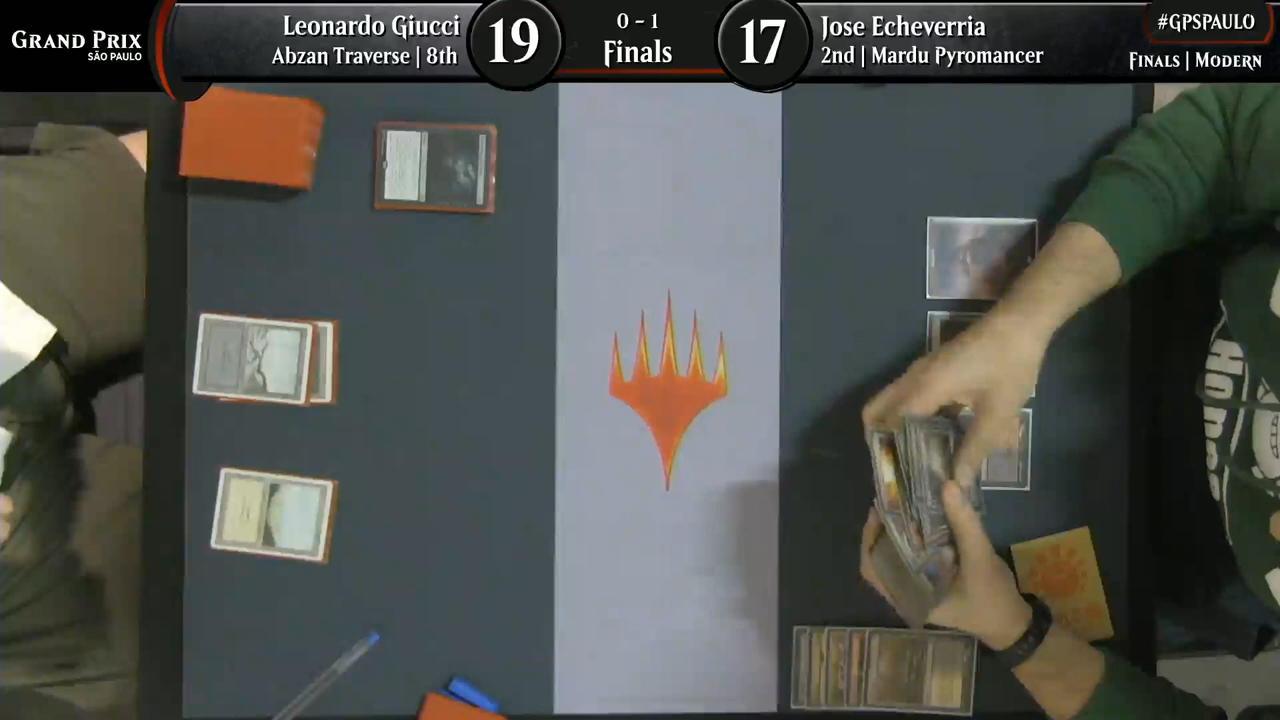 GRAND PRIX
SÃO PAULO
Leonardo Giucci
Abzan Traverse | 8th
19
0 - 1
Finals
17
Jose Echeverria
2nd | Mardu Pyromancer
#GPSPAULO
FINALS | MODERN